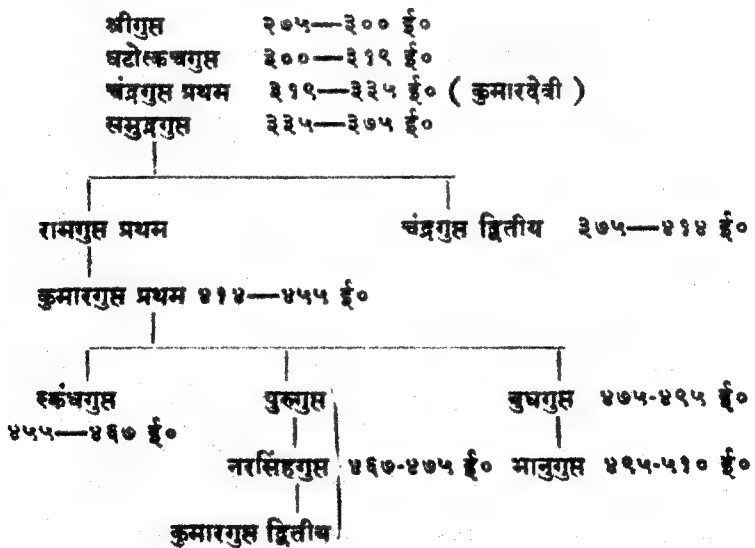 श्रीगुप्त २७५—३०० ई०
घटोत्कचगुप्त ३००—३१९ ई०
चंद्रगुप्त प्रथम ३१९—३३५ ई० ( कुमारदेवी )
समुद्रगुप्त ३३५—३७५ ई०
रामगुप्त प्रथम चंद्रगुप्त द्वितीय ३७५—४१४ ई०
कुमारगुप्त प्रथम ४१४—४५५ ई०
स्कंधगुप्त पुरुगुप्त बुधगुप्त ४७५-४९५ ई०
४५५—४६७ ई०
नरसिंहगुप्त ४६७-४७५ ई० भानुगुप्त ४९५-५१० ई०
कुमारगुप्त द्वितीय